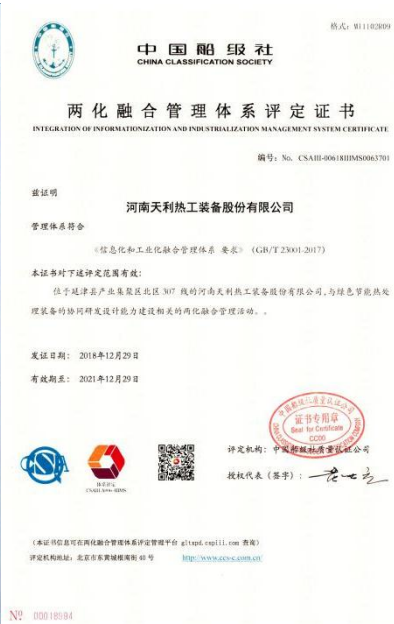 格式: W11102R09
中国船级社
CHINA CLASSIFICATION SOCIETY
两化融合管理体系评定证书
INTEGRATION OF INFORMATIONIZATION AND INDUSTRIALIZATION MANAGEMENT SYSTEM CERTIFICATE
编号: No. CSAIII-00618IIIMS0063701
兹证明
河南天利热工装备股份有限公司
管理体系符合
《信息化和工业化融合管理体系 要求》 (GB/T 23001-2017)
本证书对下述评定范围有效:
位于延津县产业集聚区北区 307 线的河南天利热工装备股份有限公司,与绿色节能热处
理装备的协同研发设计能力建设相关的两化融合管理活动。。
发证日期: 2018年12月29日
有效期至: 2021年12月29日
证书专用章
Seal for Certificate
CC00
评定机构: 中国船级社质量认证公司
授权代表 (签字):
(本证书信息可在两化融合管理体系评定管理平台 gltxpd.cspiii.com 查询)
评定机构地址: 北京市东黄城根南街 40 号 http://www.ccs-c.com.cn/
№ 00018594